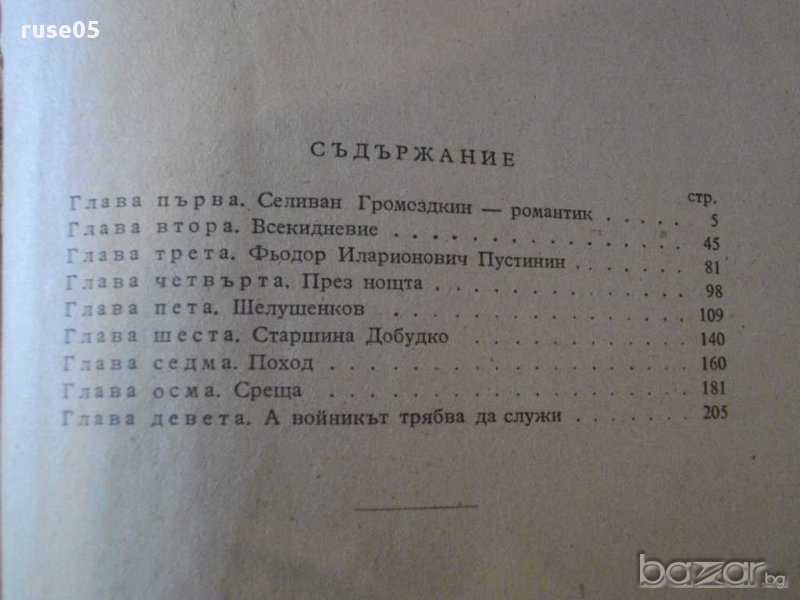 ruse05
СЪДЪРЖАНИЕ
стр.
Глава първа. Селиван Громоздкин — романтик . . . . . 5
Глава втора. Всекидневие . . . . . . . . . . . . 45
Глава трета. Фьодор Иларионович Пустинин . . . . . . 81
Глава четвърта. През нощта . . . . . . . . . . . 98
Глава пета. Шелушенков . . . . . . . . . . . . 109
Глава шеста. Старшина Добудко . . . . . . . . . 140
Глава седма. Поход . . . . . . . . . . . . . . 160
Глава осма. Среща . . . . . . . . . . . . . . 181
Глава девета. А войникът трябва да служи . . . . . . 205
bazar.bg